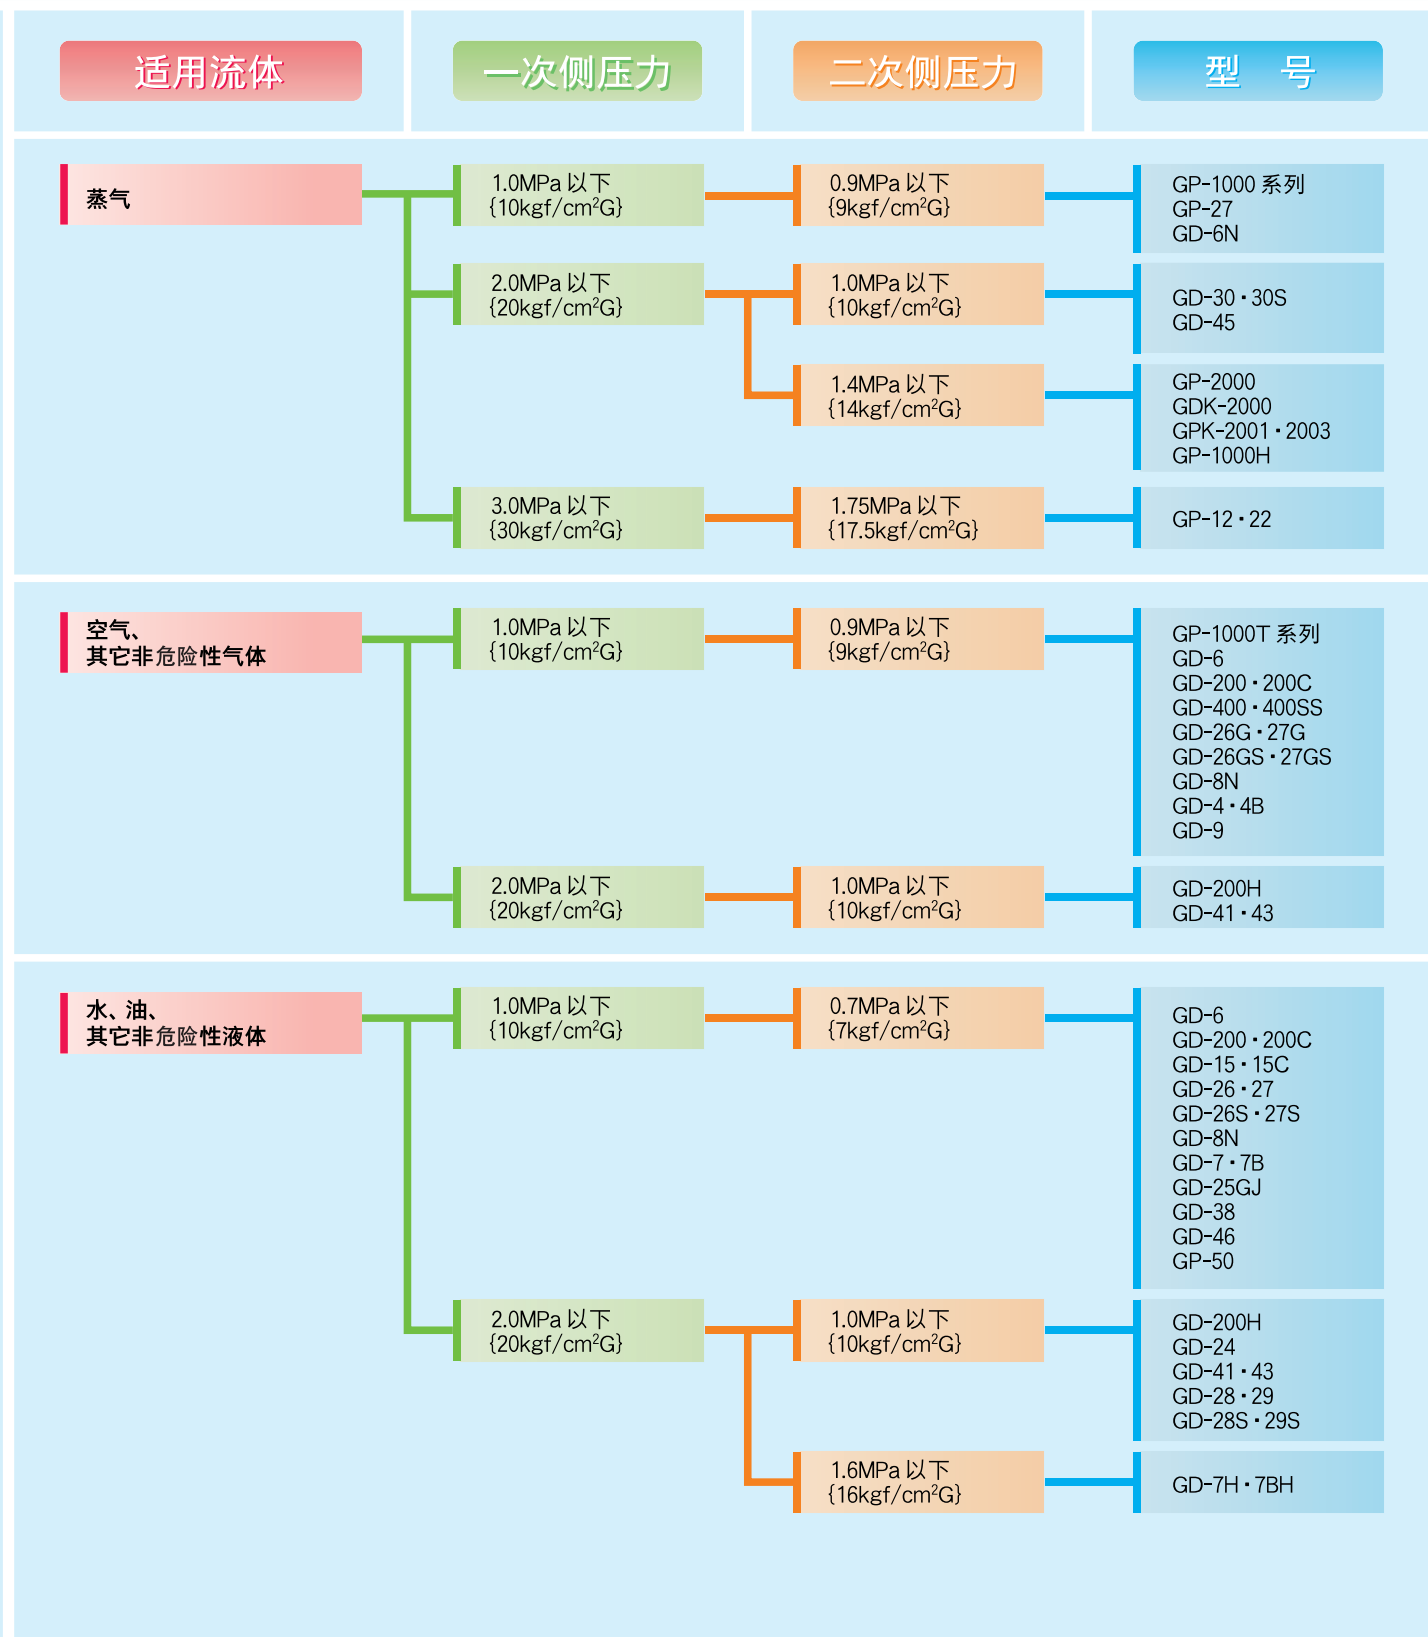 适用流体
一次侧压力
二次侧压力
型 号
蒸气
1.0MPa 以下
{10kgf/cm²G}
0.9MPa 以下
{9kgf/cm²G}
GP-1000 系列
GP-27
GD-6N
2.0MPa 以下
{20kgf/cm²G}
1.0MPa 以下
{10kgf/cm²G}
GD-30・30S
GD-45
1.4MPa 以下
{14kgf/cm²G}
GP-2000
GDK-2000
GPK-2001・2003
GP-1000H
3.0MPa 以下
{30kgf/cm²G}
1.75MPa 以下
{17.5kgf/cm²G}
GP-12・22
空气、
其它非危险性气体
1.0MPa 以下
{10kgf/cm²G}
0.9MPa 以下
{9kgf/cm²G}
GP-1000T 系列
GD-6
GD-200・200C
GD-400・400SS
GD-26G・27G
GD-26GS・27GS
GD-8N
GD-4・4B
GD-9
2.0MPa 以下
{20kgf/cm²G}
1.0MPa 以下
{10kgf/cm²G}
GD-200H
GD-41・43
水、油、
其它非危险性液体
1.0MPa 以下
{10kgf/cm²G}
0.7MPa 以下
{7kgf/cm²G}
GD-6
GD-200・200C
GD-15・15C
GD-26・27
GD-26S・27S
GD-8N
GD-7・7B
GD-25GJ
GD-38
GD-46
GP-50
2.0MPa 以下
{20kgf/cm²G}
1.0MPa 以下
{10kgf/cm²G}
GD-200H
GD-24
GD-41・43
GD-28・29
GD-28S・29S
1.6MPa 以下
{16kgf/cm²G}
GD-7H・7BH